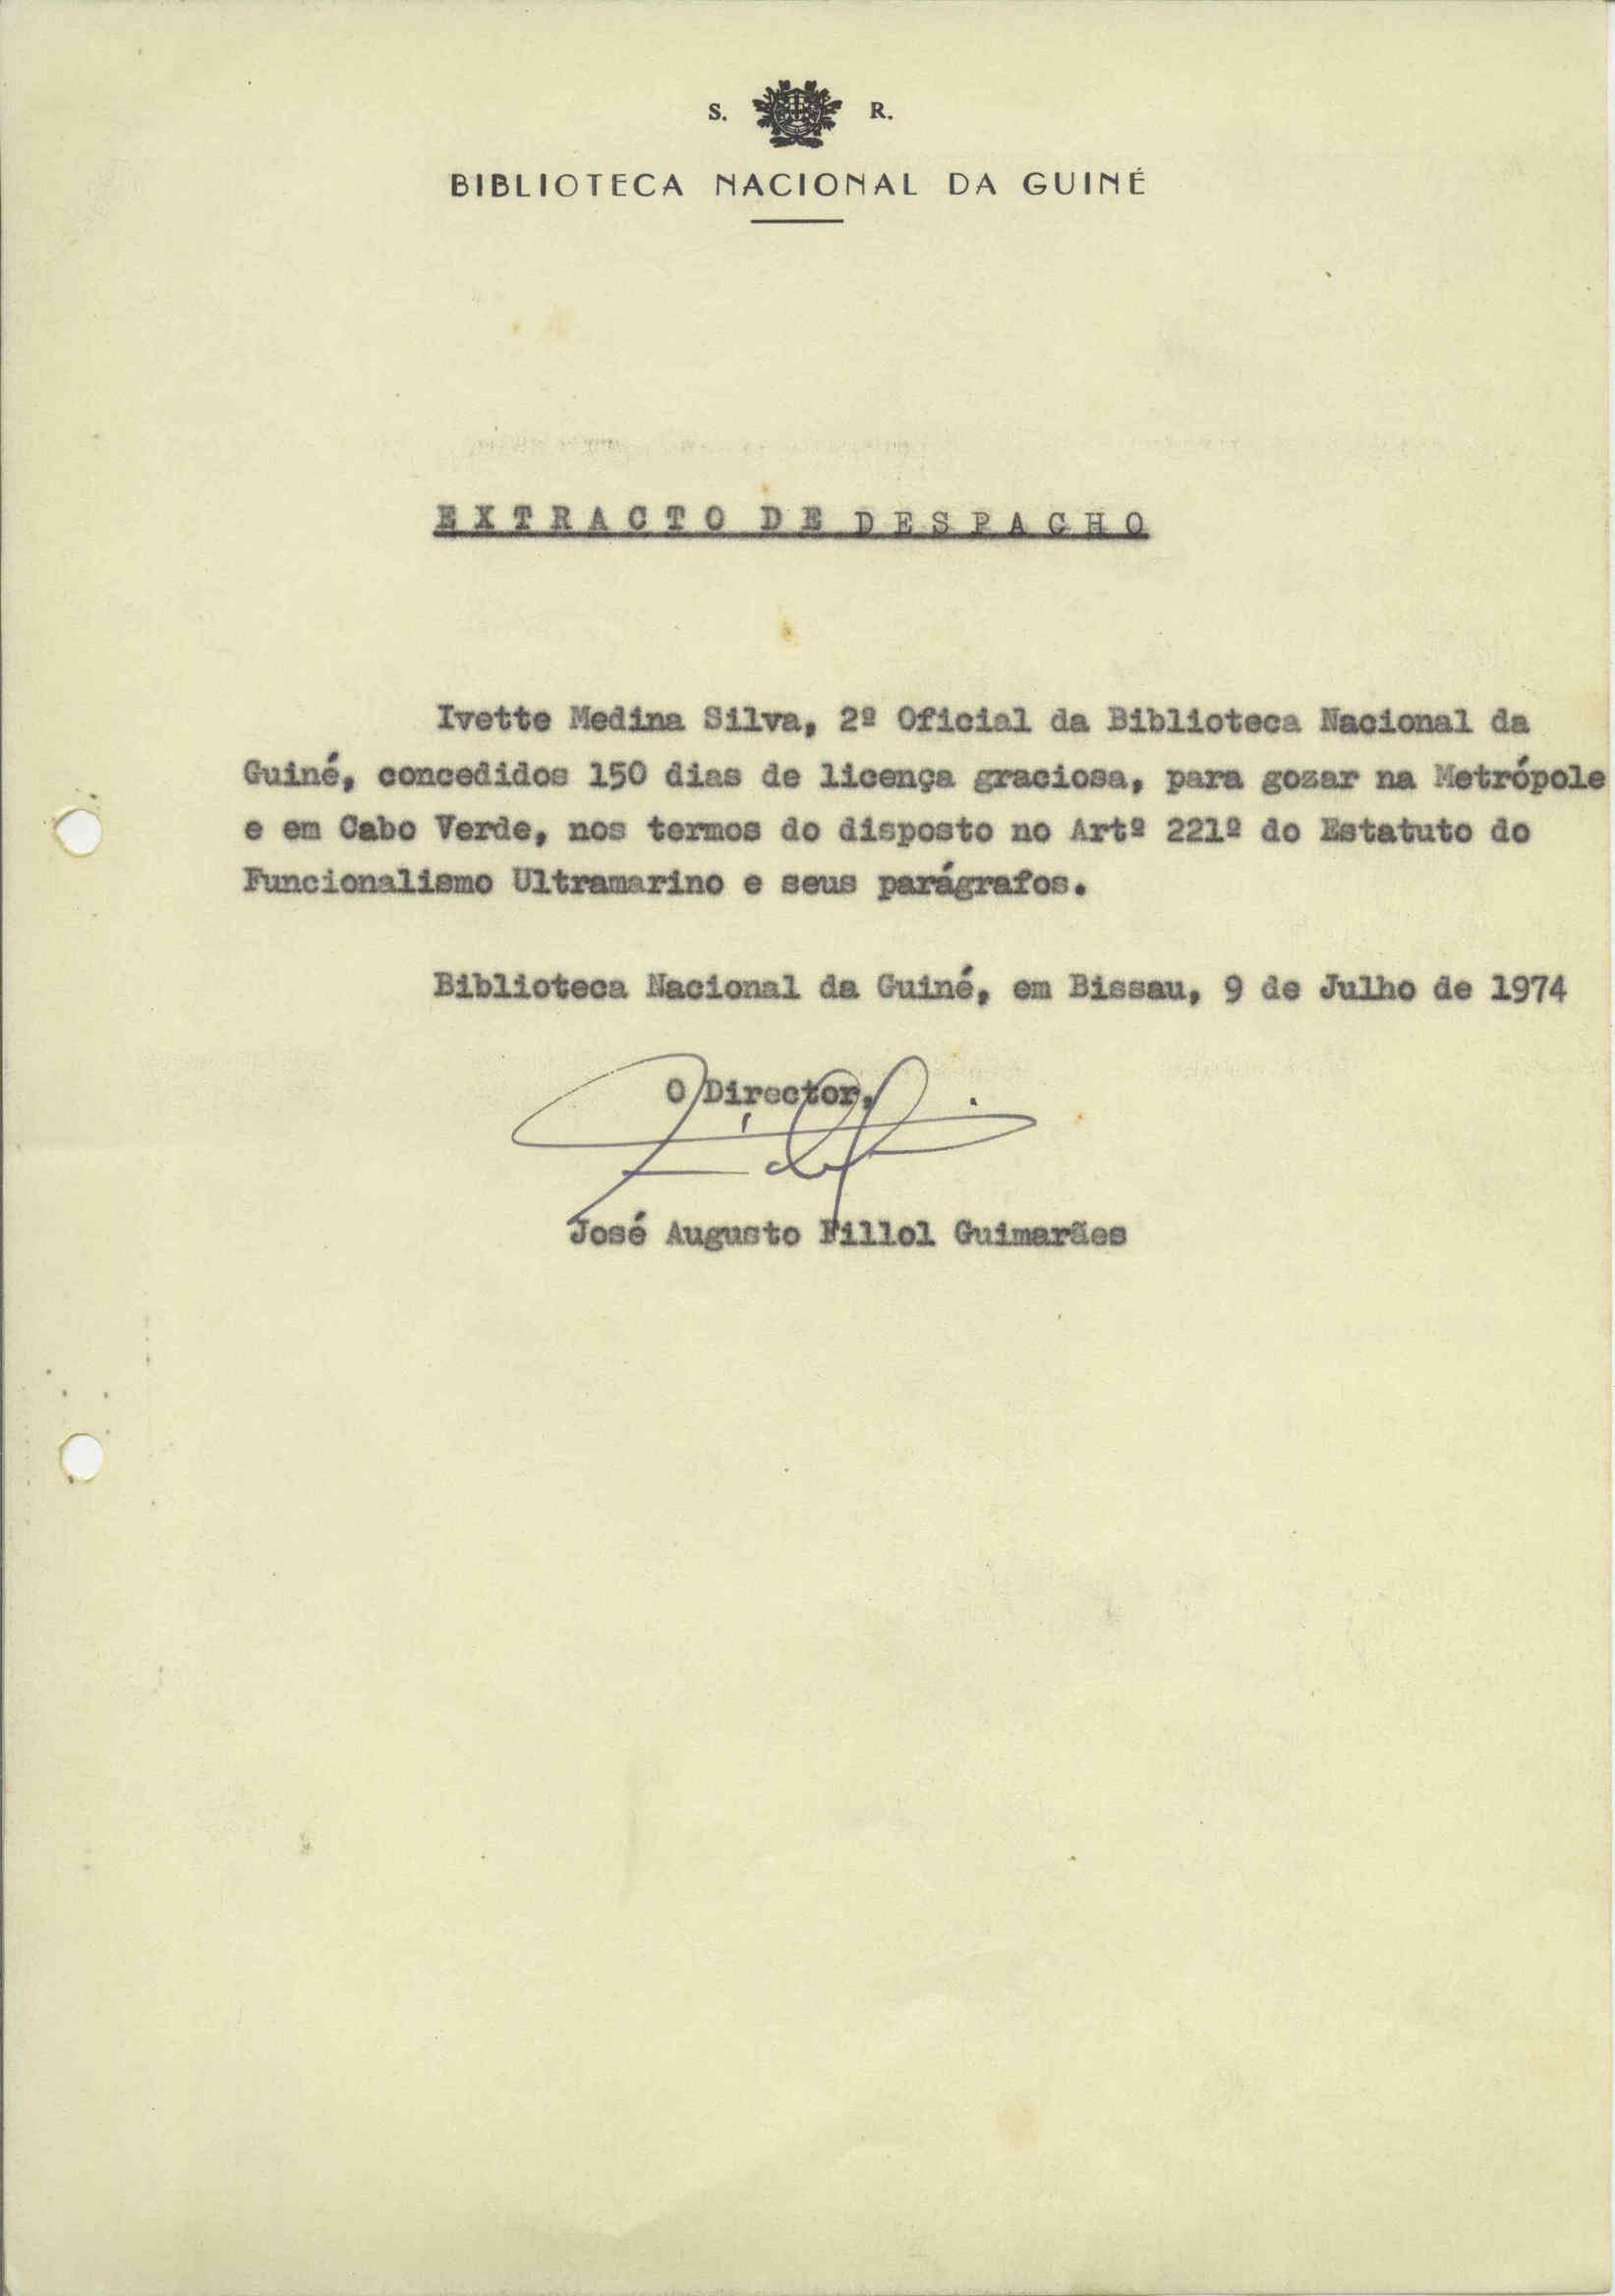 S. R.
BIBLIOTECA NACIONAL DA GUINÉ
EXTRACTO DE DESPACHO
Ivette Medina Silva, 2º Oficial da Biblioteca Nacional da
Guiné, concedidos 150 dias de licença graciosa, para gozar na Metrópole
e em Cabo Verde, nos termos do disposto no Artº 221º do Estatuto do
Funcionalismo Ultramarino e seus parágrafos.
Biblioteca Nacional da Guiné, em Bissau, 9 de Julho de 1974
O Director,
José Augusto Fillol Guimarães